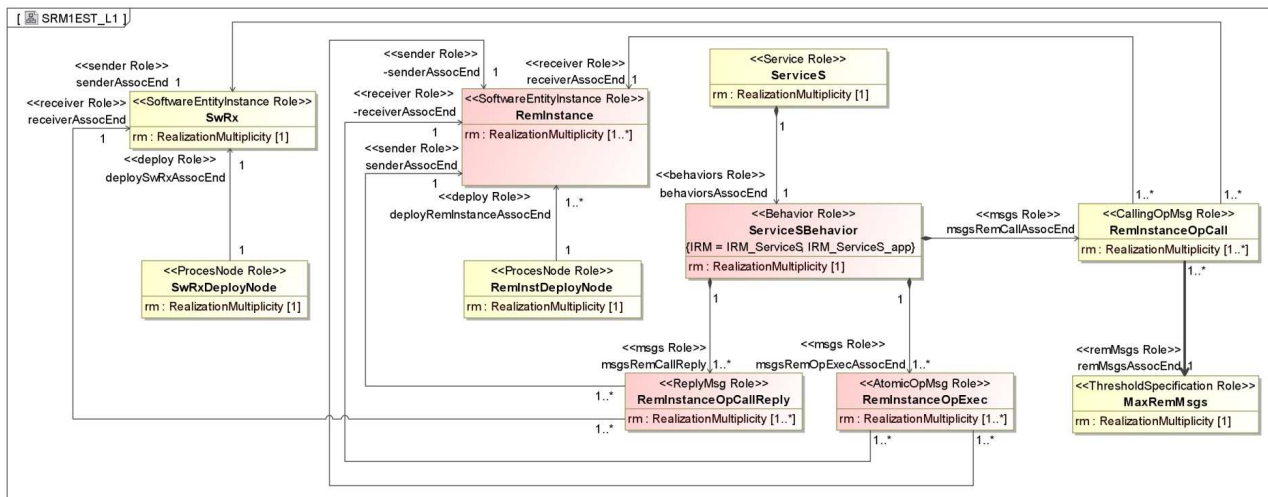 [ SRM1EST_L1 ]
<<sender Role>>
senderAssocEnd 1
<<receiver Role>>
receiverAssocEnd
1
<<SoftwareEntityInstance Role>>
SwRx
rm : RealizationMultiplicity [1]
<<deploy Role>>
deploySwRxAssocEnd
1
1
<<ProcesNode Role>>
SwRxDeployNode
rm : RealizationMultiplicity [1]
<<sender Role>>
-senderAssocEnd 1
<<receiver Role>>
-receiverAssocEnd
1
<<sender Role>>
senderAssocEnd
1
<<receiver Role>>
receiverAssocEnd 1
<<SoftwareEntityInstance Role>>
RemInstance
rm : RealizationMultiplicity [1..*]
<<deploy Role>>
deployRemInstanceAssocEnd
1..*
1
<<ProcesNode Role>>
RemInstDeployNode
rm : RealizationMultiplicity [1]
<<Service Role>>
ServiceS
rm : RealizationMultiplicity [1]
1
<<behaviors Role>>
behaviorsAssocEnd 1
<<Behavior Role>>
ServiceSBehavior
{IRM = IRM_ServiceS, IRM_ServiceS_app}
rm : RealizationMultiplicity [1]
1
1
1
<<msgs Role>>
msgsRemCallAssocEnd
1..*
1..*
<<CallingOpMsg Role>>
RemInstanceOpCall
rm : RealizationMultiplicity [1..*]
1..*
<<msgs Role>>
msgsRemCallReply 1..*
<<msgs Role>>
msgsRemOpExecAssocEnd 1..*
<<remMsgs Role>>
remMsgsAssocEnd 1
<<ReplyMsg Role>>
RemInstanceOpCallReply
rm : RealizationMultiplicity [1..*]
1..*
1..*
<<AtomicOpMsg Role>>
RemInstanceOpExec
rm : RealizationMultiplicity [1..*]
1..*
1..*
<<ThresholdSpecification Role>>
MaxRemMsgs
rm : RealizationMultiplicity [1]